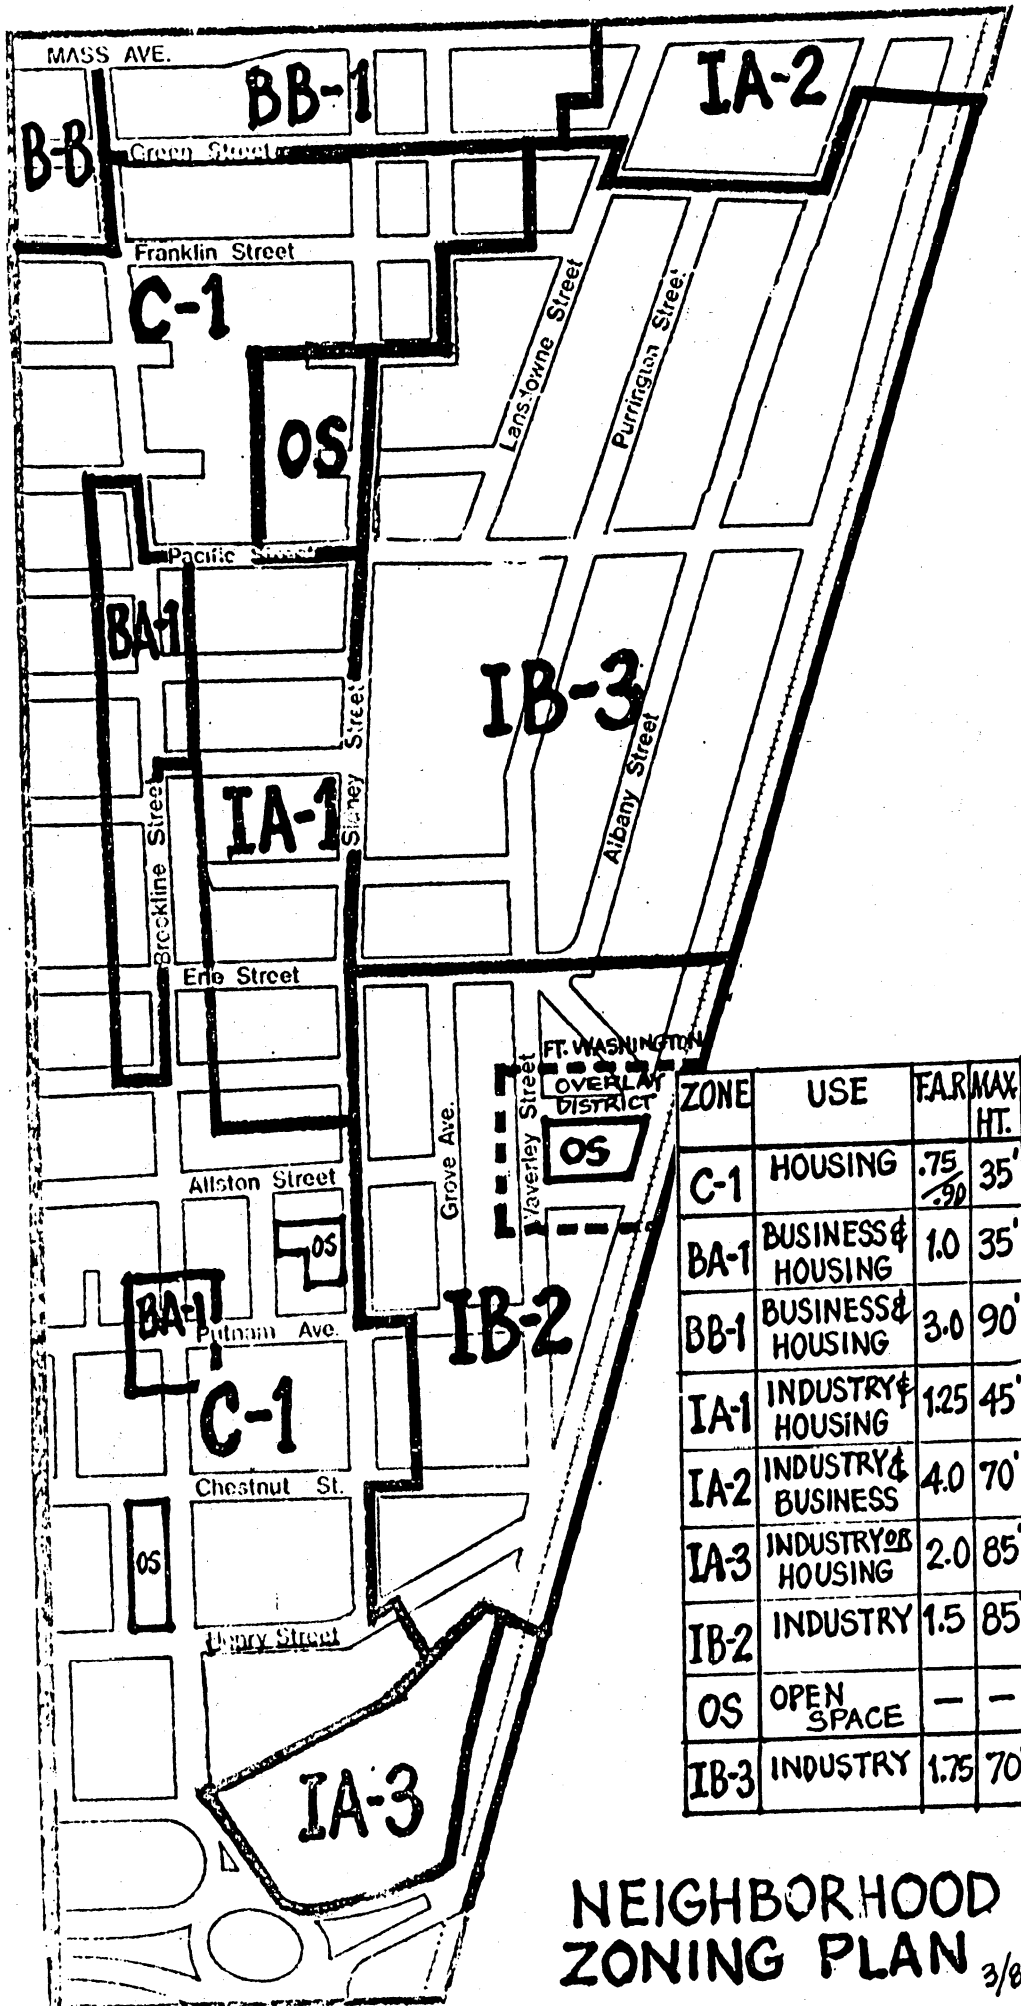 MASS AVE.
BB-1
IA-2
B-B
Green Street
Franklin Street
C-1
Lansdowne Street
Purrington Street
OS
Pacific Street
BA-1
IB-3
Sidney Street
Albany Street
IA-1
Brookline Street
Erie Street
FT. WASHINGTON
OVERLAY
DISTRICT
OS
Waverley Street
Grove Ave.
Allston Street
OS
BA-1
Putnam Ave.
IB-2
C-1
Chestnut St.
OS
Henry Street
IA-3
ZONE USE F.A.R MAX HT.
C-1 HOUSING .75/.90 35'
BA-1 BUSINESS & HOUSING 1.0 35'
BB-1 BUSINESS & HOUSING 3.0 90'
IA-1 INDUSTRY & HOUSING 1.25 45'
IA-2 INDUSTRY & BUSINESS 4.0 70'
IA-3 INDUSTRY OR HOUSING 2.0 85'
IB-2 INDUSTRY 1.5 85
OS OPEN SPACE — —
IB-3 INDUSTRY 1.75 70'
NEIGHBORHOOD
ZONING PLAN 3/8